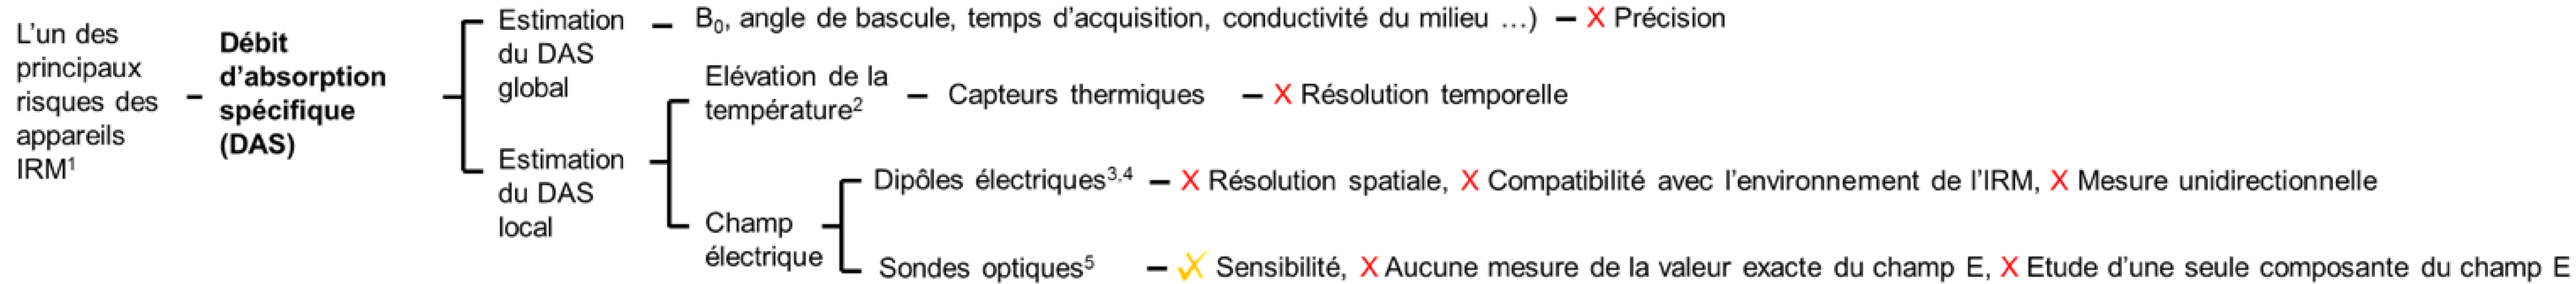 L'un des
principaux
risques des
appareils
IRM¹
–
Débit
d'absorption
spécifique
(DAS)
Estimation
du DAS
global
– B₀, angle de bascule, temps d'acquisition, conductivité du milieu …) – X Précision
Estimation
du DAS
local
Elévation de la
température² – Capteurs thermiques – X Résolution temporelle
Champ
électrique
Dipôles électriques³,⁴ – X Résolution spatiale, X Compatibilité avec l'environnement de l'IRM, X Mesure unidirectionnelle
Sondes optiques⁵ – Sensibilité, X Aucune mesure de la valeur exacte du champ E, X Etude d'une seule composante du champ E